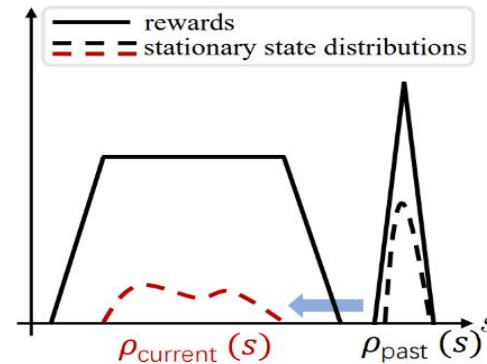 rewards
stationary state distributions
s
ρcurrent (s) ρpast (s)